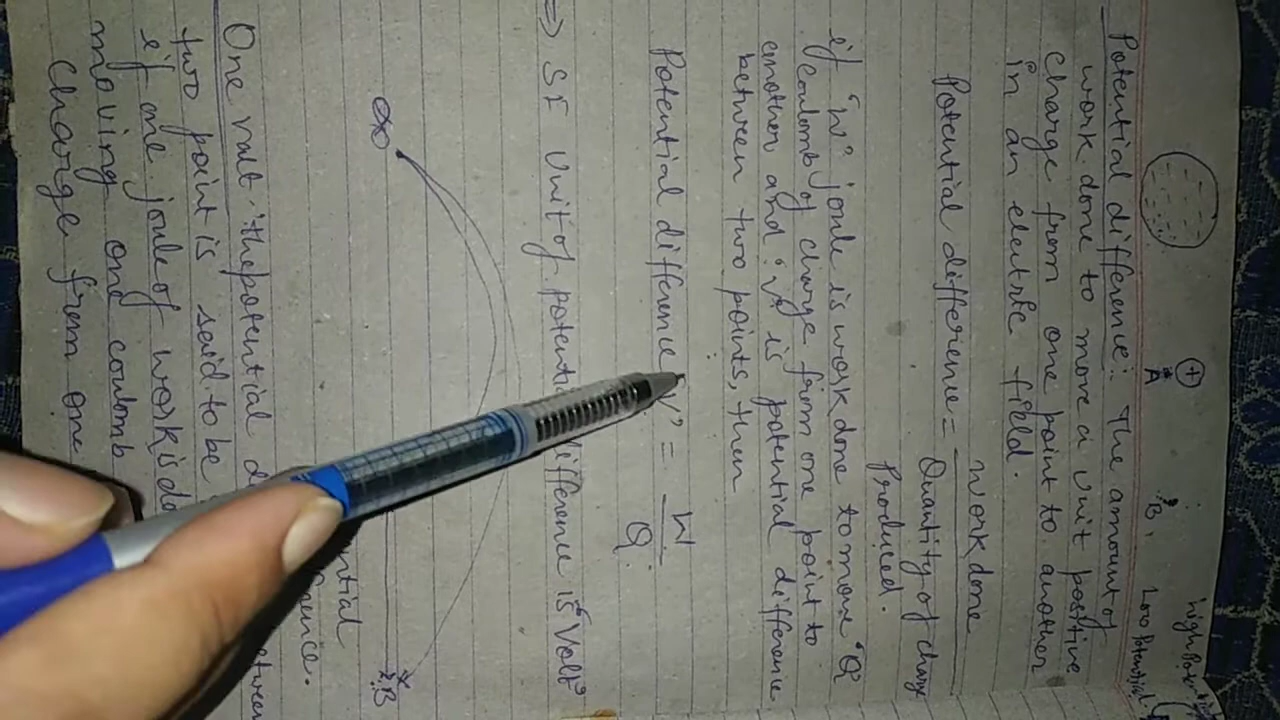 High
Low Potential
+
A
B
Potential difference: The amount of
work done to move a unit positive
charge from one point to another
in an electric field.
Potential difference = Work done
Quantity of charge
Produced.
if "W" joule is work done to move "Q"
coulomb of charge from one point to
another and "V" is potential difference
between two points, then
Potential difference V' = W
Q
⇒ SI Unit of potential difference is Volt
∞
B
One volt: the potential
two point is said to be
if one joule of work is
moving one coulomb
charge from one